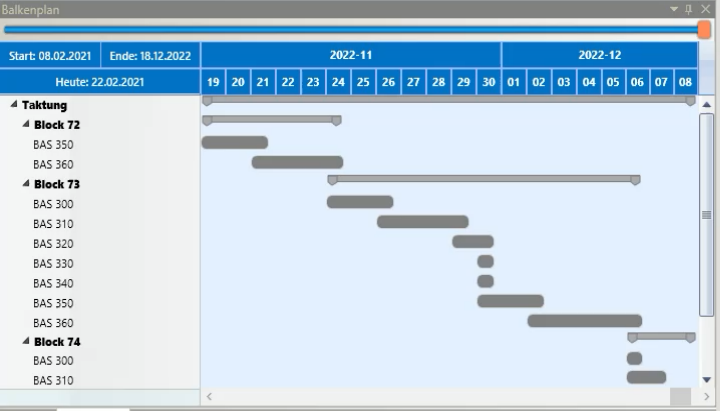 Balkenplan
Start: 08.02.2021 Ende: 18.12.2022 2022-11 2022-12
Heute: 22.02.2021 19 20 21 22 23 24 25 26 27 28 29 30 01 02 03 04 05 06 07 08
Taktung
Block 72
BAS 350
BAS 360
Block 73
BAS 300
BAS 310
BAS 320
BAS 330
BAS 340
BAS 350
BAS 360
Block 74
BAS 300
BAS 310